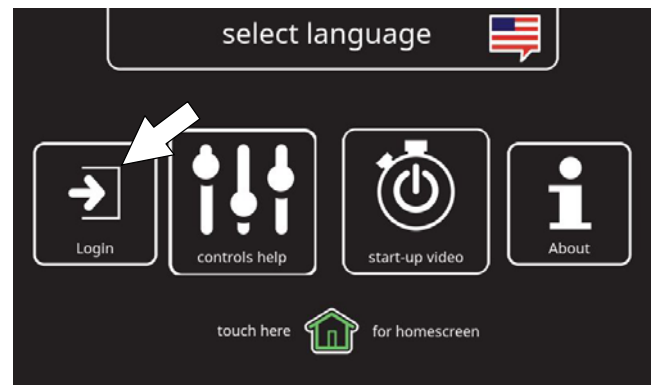 select language
Login
controls help
start-up video
About
touch here for homescreen